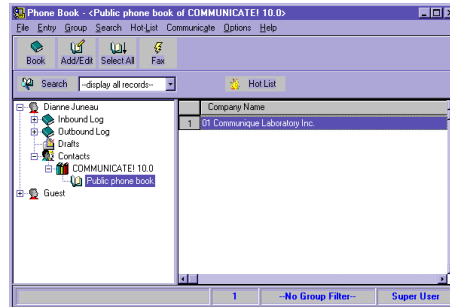 Phone Book - <Public phone book of COMMUNICATE! 10.0>
File Entry Group Search Hot-List Communicate Options Help
Book Add/Edit Select All Fax
Search --display all records-- Hot List
Dianne Juneau
Inbound Log
Outbound Log
Drafts
Contacts
COMMUNICATE! 10.0
Public phone book
Guest
Company Name
1 01 Communique Laboratory Inc.
1 --No Group Filter-- Super User